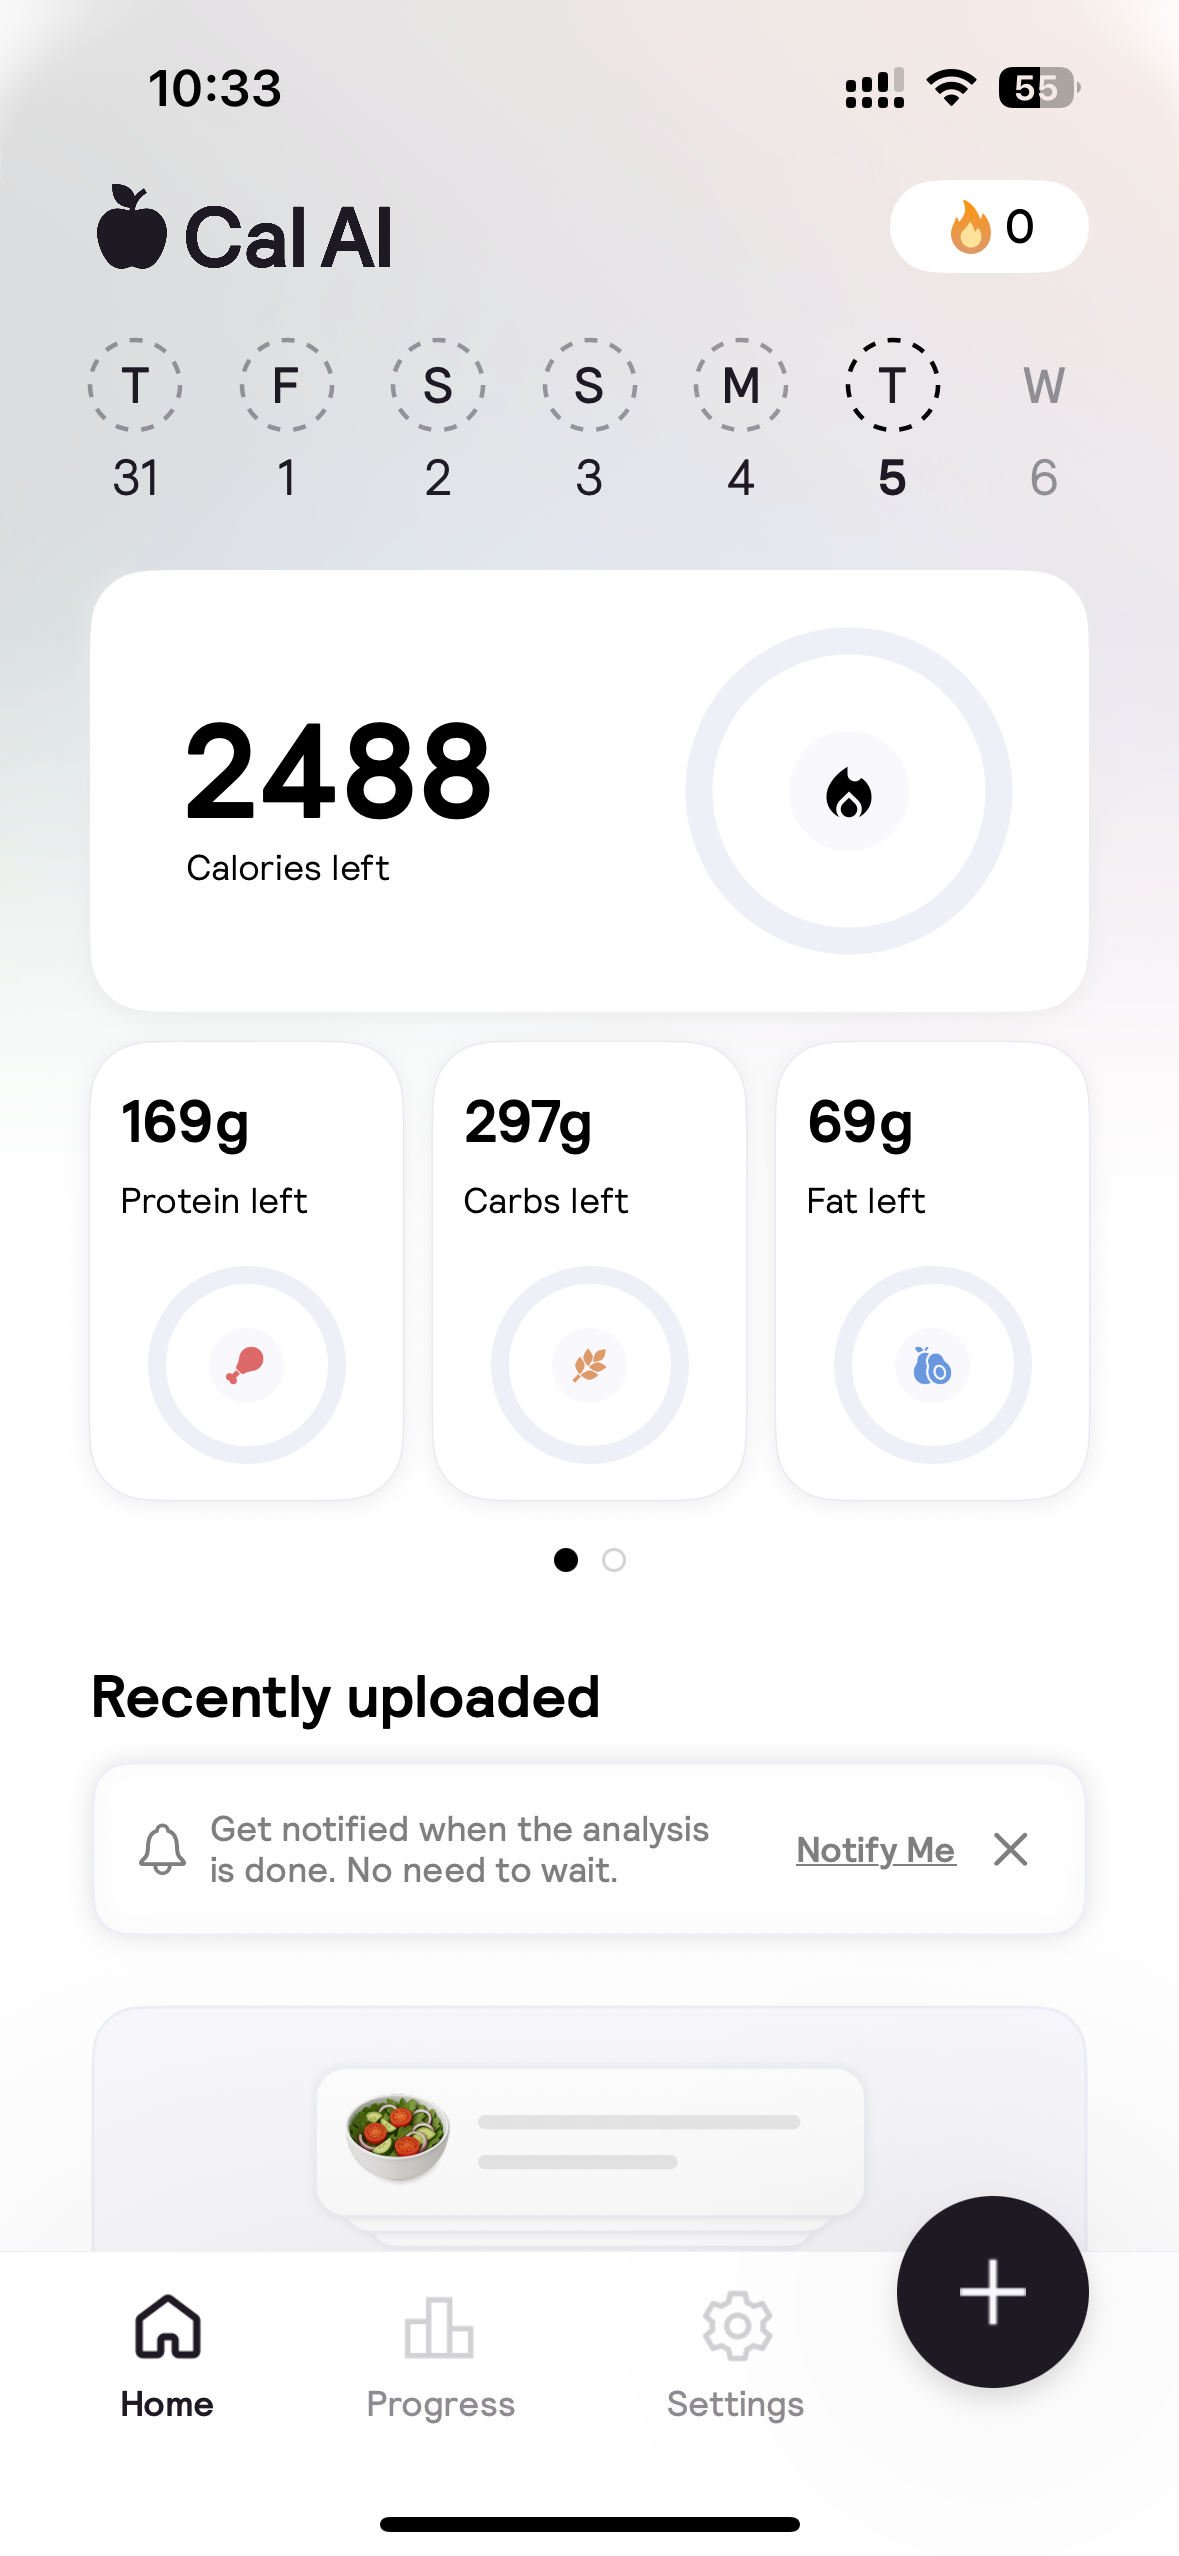 10:33
55
Cal AI
0
T F S S M T W
31 1 2 3 4 5 6
2488
Calories left
169g 297g 69g
Protein left Carbs left Fat left
Recently uploaded
Get notified when the analysis
is done. No need to wait.
Notify Me
Home Progress Settings